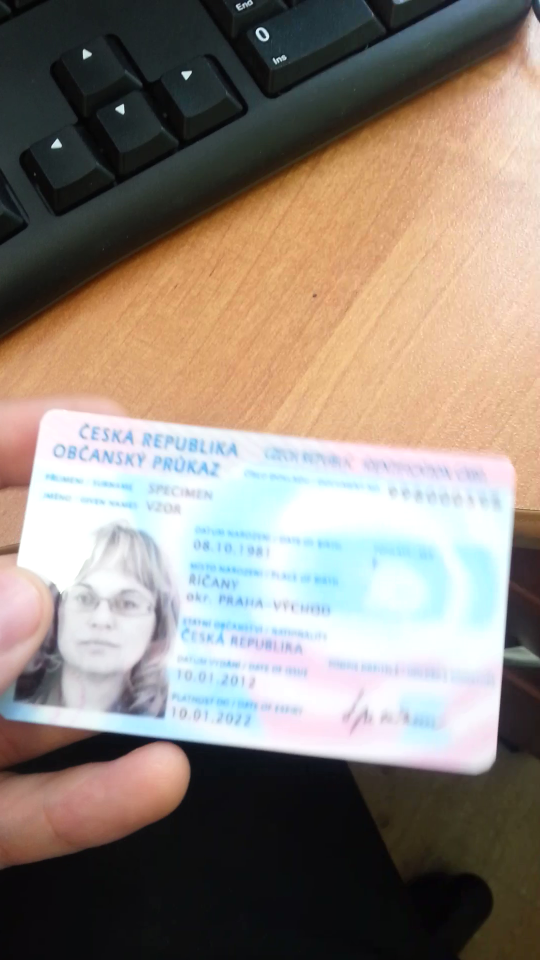 End
0
Ins
ČESKÁ REPUBLIKA
CZECH REPUBLIC
OBČANSKÝ PRŮKAZ
IDENTIFICATION CARD
PŘÍJMENÍ / SURNAME SPECIMEN
JMÉNO / GIVEN NAMES VZOR
DATUM NAROZENÍ / DATE OF BIRTH
08.10.1981
MÍSTO NAROZENÍ / PLACE OF BIRTH
ŘÍČANY
okr. PRAHA-VÝCHOD
STÁTNÍ OBČANSTVÍ / NATIONALITY
ČESKÁ REPUBLIKA
DATUM VYDÁNÍ / DATE OF ISSUE
10.01.2012
PLATNOST DO / DATE OF EXPIRY
10.01.2022